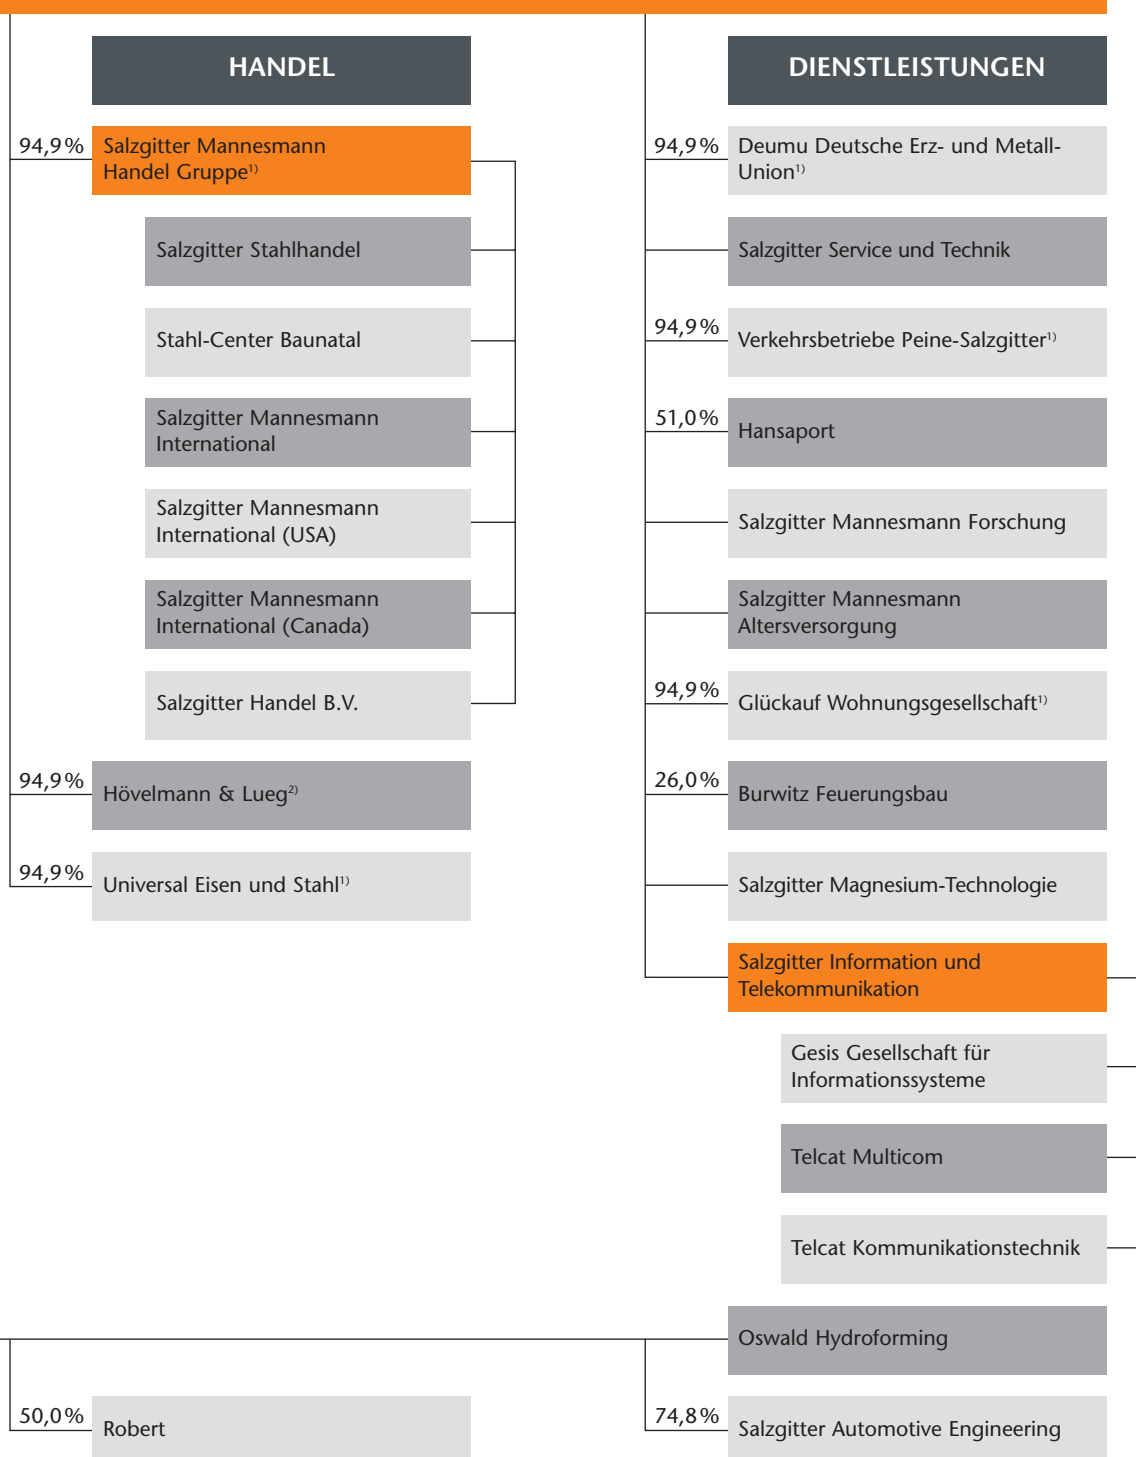 HANDEL
94,9%
Salzgitter Mannesmann
Handel Gruppe¹⁾
Salzgitter Stahlhandel
Stahl-Center Baunatal
Salzgitter Mannesmann
International
Salzgitter Mannesmann
International (USA)
Salzgitter Mannesmann
International (Canada)
Salzgitter Handel B.V.
94,9%
Hövelmann & Lueg²⁾
94,9%
Universal Eisen und Stahl¹⁾
DIENSTLEISTUNGEN
94,9%
Deumu Deutsche Erz- und Metall-
Union¹⁾
Salzgitter Service und Technik
94,9%
Verkehrsbetriebe Peine-Salzgitter¹⁾
51,0%
Hansaport
Salzgitter Mannesmann Forschung
Salzgitter Mannesmann
Altersversorgung
94,9%
Glückauf Wohnungsgesellschaft¹⁾
26,0%
Burwitz Feuerungsbau
Salzgitter Magnesium-Technologie
Salzgitter Information und
Telekommunikation
Gesis Gesellschaft für
Informationssysteme
Telcat Multicom
Telcat Kommunikationstechnik
Oswald Hydroforming
50,0%
Robert
74,8%
Salzgitter Automotive Engineering